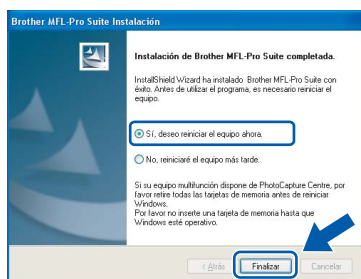 Brother MFL-Pro Suite Instalación
Instalación de Brother MFL-Pro Suite completada.
InstallShield Wizard ha instalado Brother MFL-Pro Suite con
éxito. Antes de utilizar el programa, es necesario reiniciar el
equipo.
Sí, deseo reiniciar el equipo ahora.
No, reiniciaré el equipo más tarde.
Si su equipo multifunción dispone de PhotoCapture Centre, por
favor retire todas las tarjetas de memoria antes de reiniciar
Windows.
Por favor no inserte una tarjeta de memoria hasta que
Windows esté operativo.
< Atrás Finalizar Cancelar